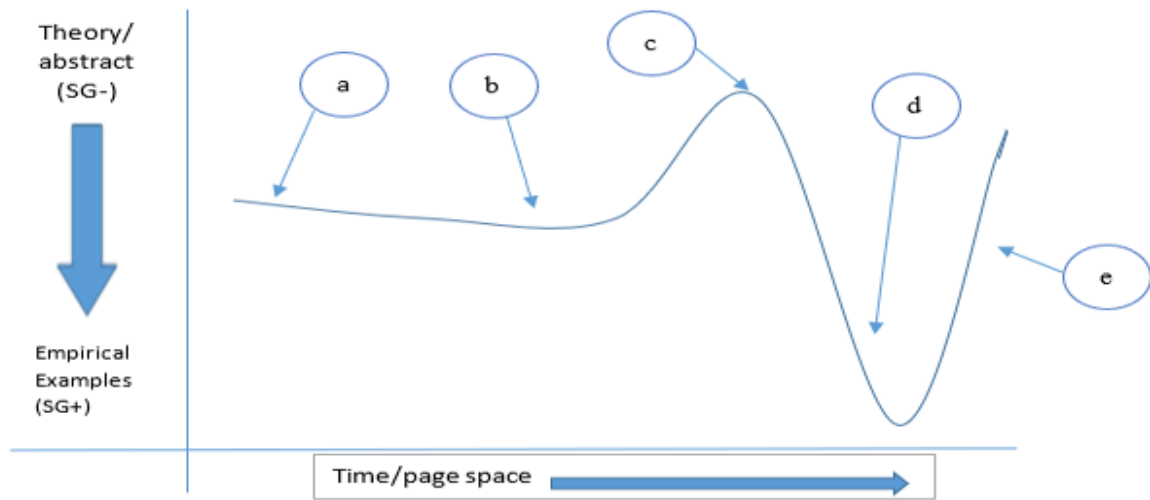 Theory/
abstract
(SG-)
a
b
c
d
e
Empirical
Examples
(SG+)
Time/page space